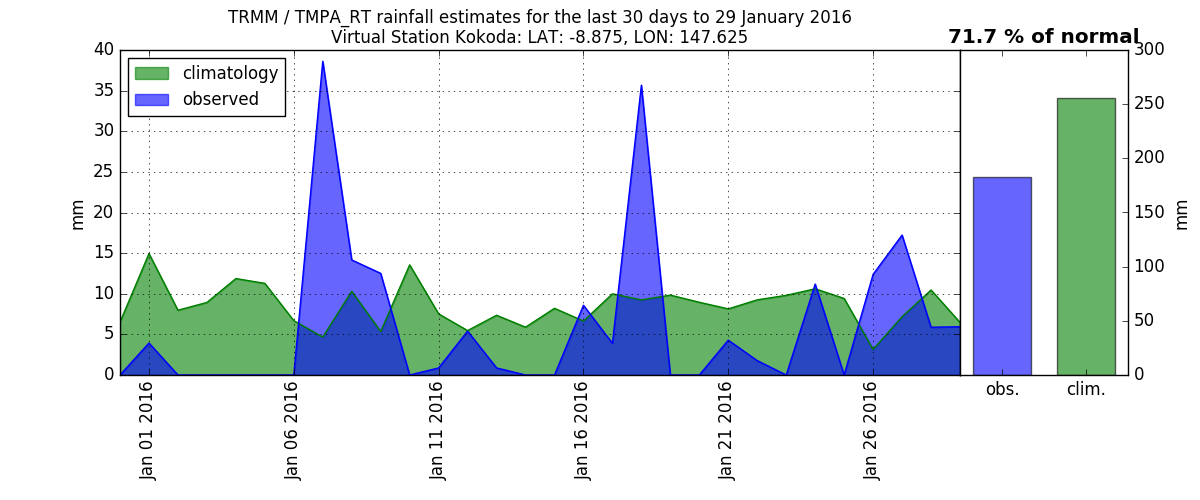 TRMM / TMPA_RT rainfall estimates for the last 30 days to 29 January 2016
Virtual Station Kokoda: LAT: -8.875, LON: 147.625
71.7 % of normal
climatology
observed
mm
40
35
30
25
20
15
10
5
0
Jan 01 2016
Jan 06 2016
Jan 11 2016
Jan 16 2016
Jan 21 2016
Jan 26 2016
300
250
200
150
100
50
0
mm
obs.
clim.